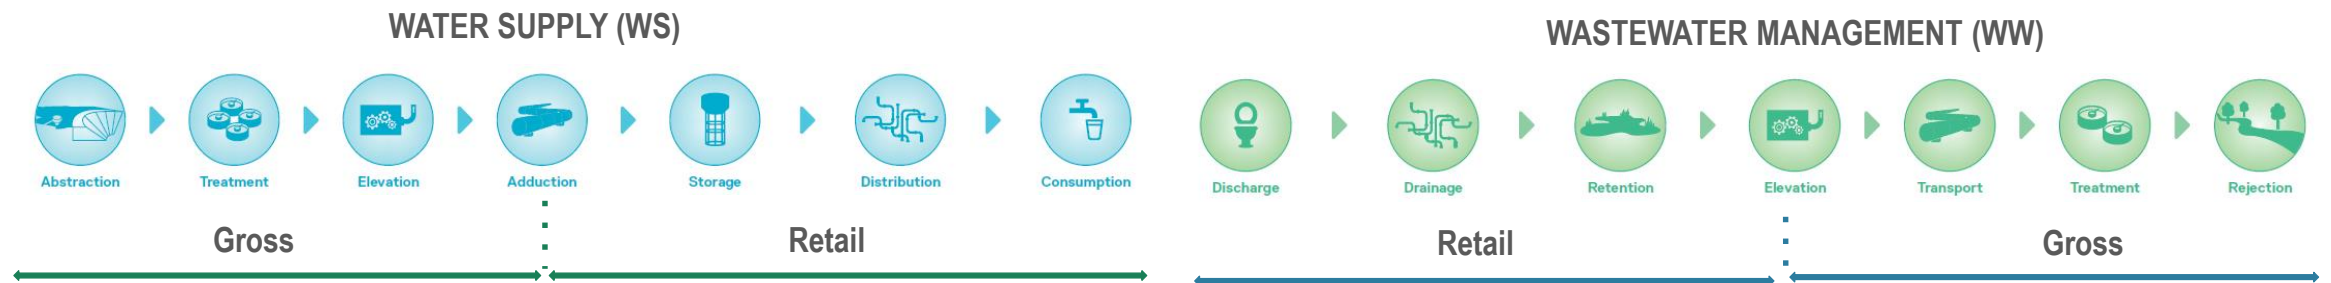 WATER SUPPLY (WS)
Abstraction Treatment Elevation Adduction Storage Distribution Consumption
Gross Retail
WASTEWATER MANAGEMENT (WW)
Discharge Drainage Retention Elevation Transport Treatment Rejection
Retail Gross